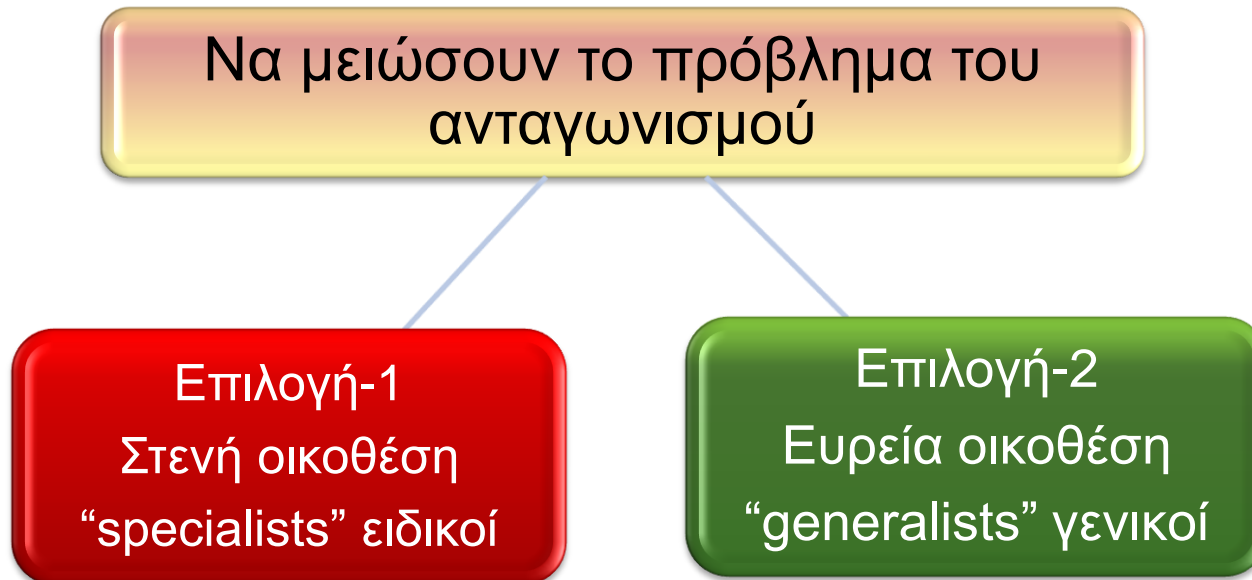 Να μειώσουν το πρόβλημα του
ανταγωνισμού
Επιλογή-1
Στενή οικοθέση
“specialists” ειδικοί
Επιλογή-2
Ευρεία οικοθέση
“generalists” γενικοί